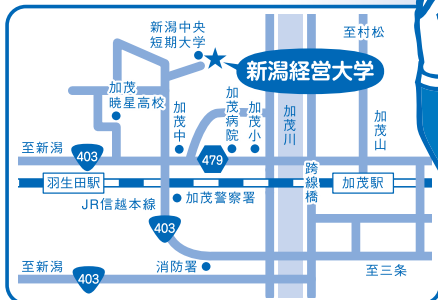 新潟中央
短期大学
至村松
新潟経営大学
加茂
暁星高校
加茂中
加茂病院
加茂小
加茂川
加茂山
至新潟
403
479
跨線橋
羽生田駅
加茂駅
JR信越本線
加茂警察署
403
至新潟
消防署
至三条
403